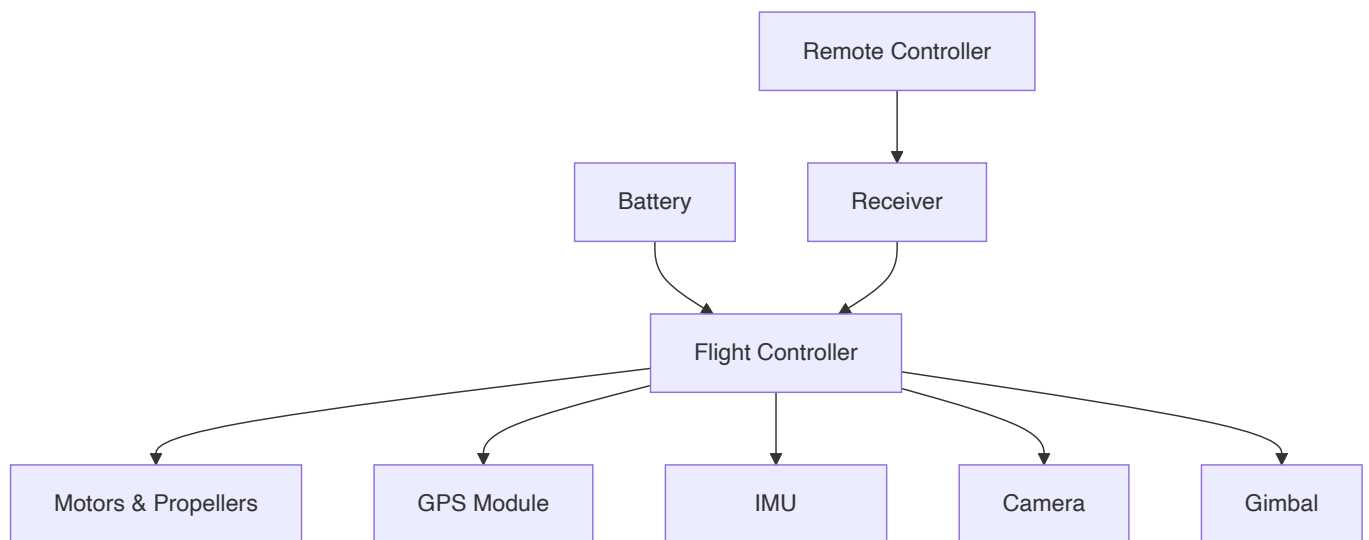 Remote Controller
Battery
Receiver
Flight Controller
Motors & Propellers
GPS Module
IMU
Camera
Gimbal